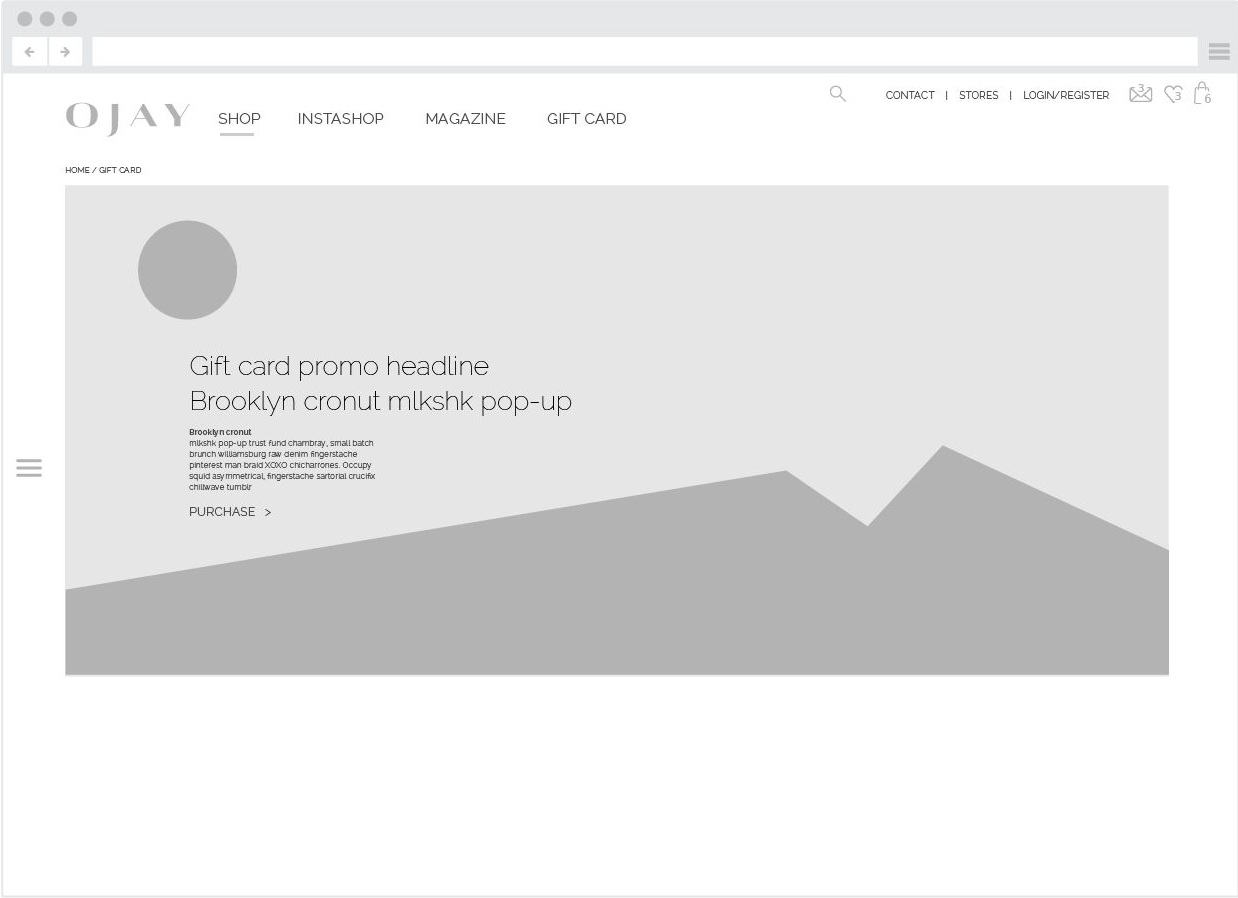 CONTACT | STORES | LOGIN/REGISTER 3 3 6
OJAY SHOP INSTASHOP MAGAZINE GIFT CARD
HOME / GIFT CARD
Gift card promo headline
Brooklyn cronut mlkshk pop-up
Brooklyn cronut
mlkshk pop-up trust fund chambray, small batch
brunch williamsburg raw denim fingerstache
pinterest man braid XOXO chicharrones. Occupy
squid asymmetrical, fingerstache sartorial crucifix
chillwave tumblr
PURCHASE >